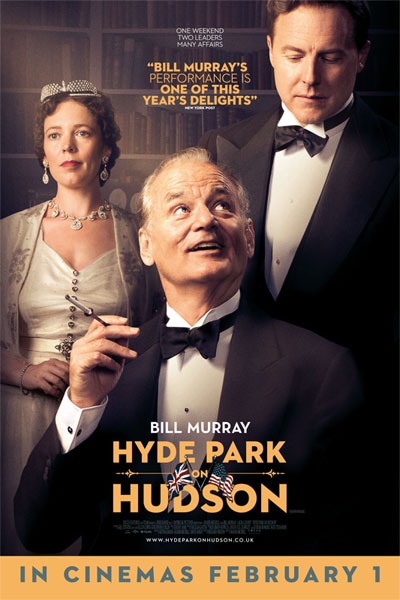 ONE WEEKEND
TWO LEADERS
MANY AFFAIRS
“BILL MURRAY’S
PERFORMANCE IS
ONE OF THIS
YEAR’S DELIGHTS”
NEW YORK POST
BILL MURRAY
HYDE PARK
ON
HUDSON
WWW.HYDEPARKONHUDSON.CO.UK
IN CINEMAS FEBRUARY 1